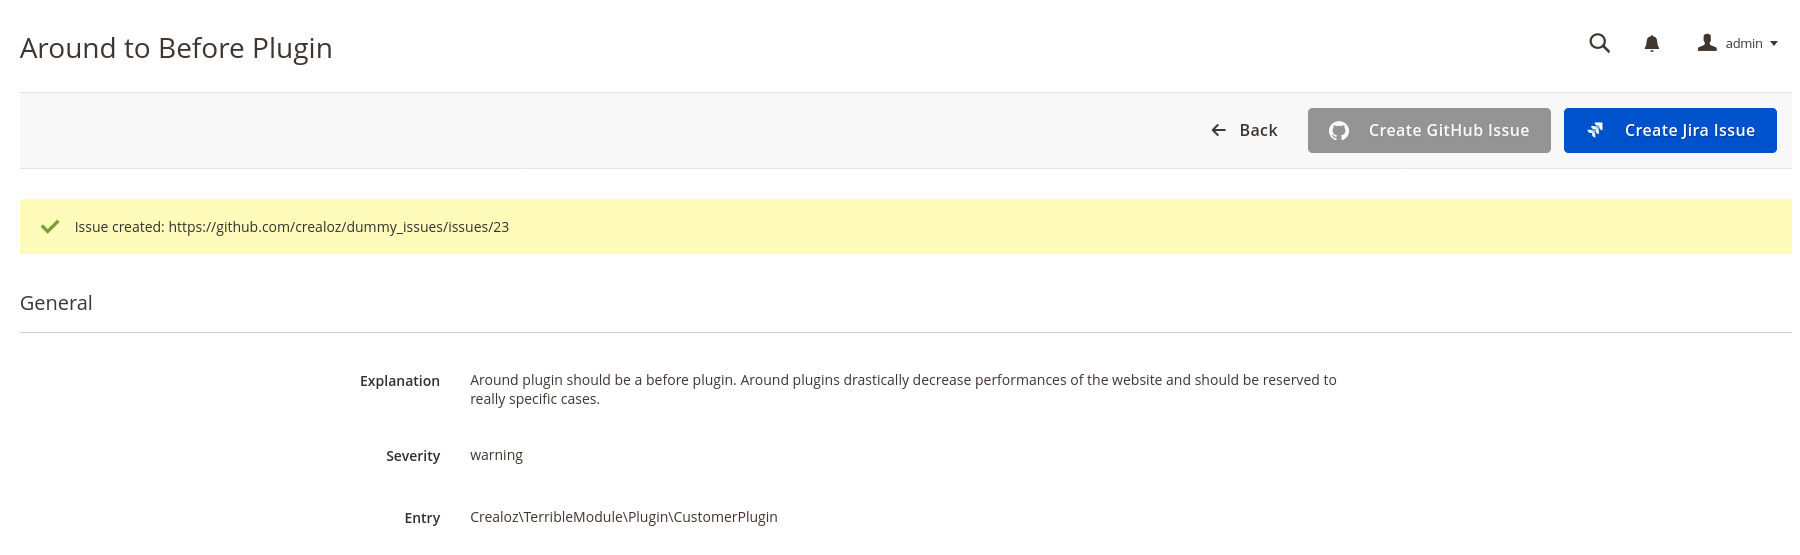 Around to Before Plugin
admin
Back
Create GitHub Issue
Create Jira Issue
Issue created: https://github.com/crealoz/dummy_issues/issues/23
General
Explanation
Around plugin should be a before plugin. Around plugins drastically decrease performances of the website and should be reserved to
really specific cases.
Severity
warning
Entry
Crealoz\TerribleModule\Plugin\CustomerPlugin